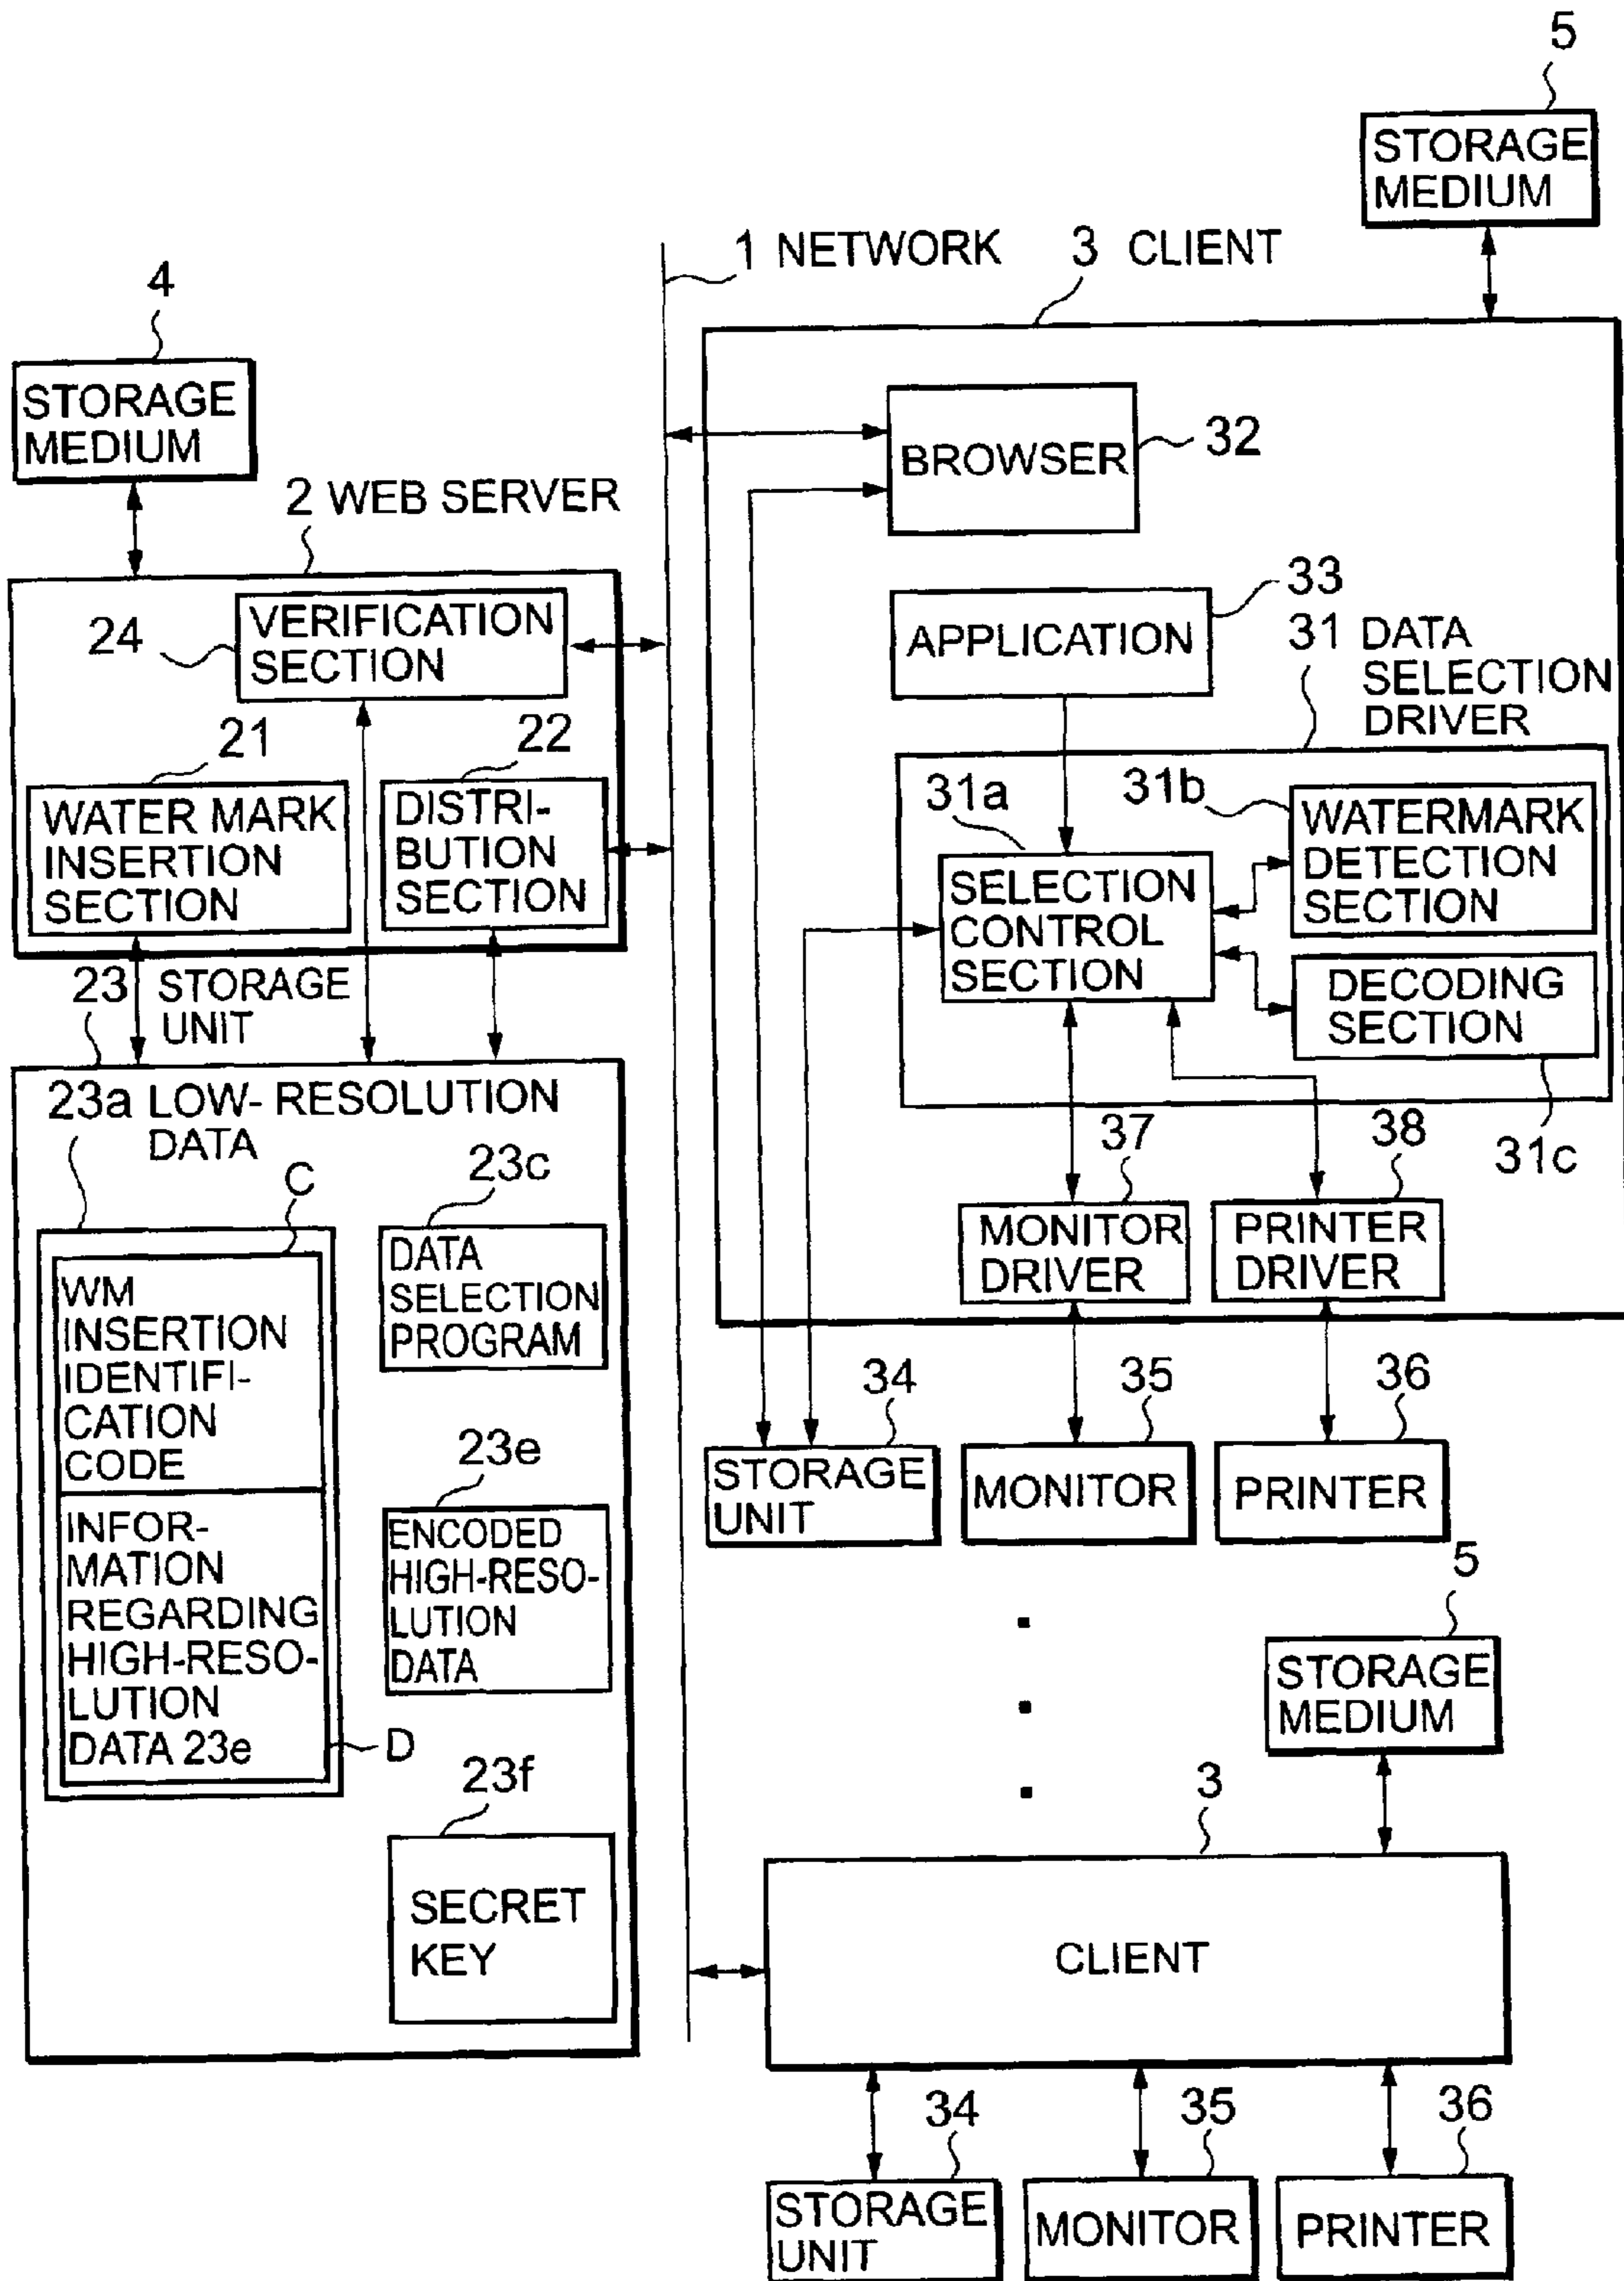 5
STORAGE
MEDIUM
1 NETWORK
3 CLIENT
4
STORAGE
MEDIUM
2 WEB SERVER
24
VERIFICATION
SECTION
21
WATER MARK
INSERTION
SECTION
22
DISTRI-
BUTION
SECTION
23 STORAGE
UNIT
23a LOW- RESOLUTION
DATA
C
WM
INSERTION
IDENTIFI-
CATION
CODE
INFOR-
MATION
REGARDING
HIGH-RESO-
LUTION
DATA 23e
D
23c
DATA
SELECTION
PROGRAM
23e
ENCODED
HIGH-RESO-
LUTION
DATA
23f
SECRET
KEY
BROWSER
32
APPLICATION
33
31 DATA
SELECTION
DRIVER
31a
SELECTION
CONTROL
SECTION
31b
WATERMARK
DETECTION
SECTION
DECODING
SECTION
31c
37
MONITOR
DRIVER
38
PRINTER
DRIVER
34
STORAGE
UNIT
35
MONITOR
36
PRINTER
5
STORAGE
MEDIUM
3
CLIENT
34
STORAGE
UNIT
35
MONITOR
36
PRINTER